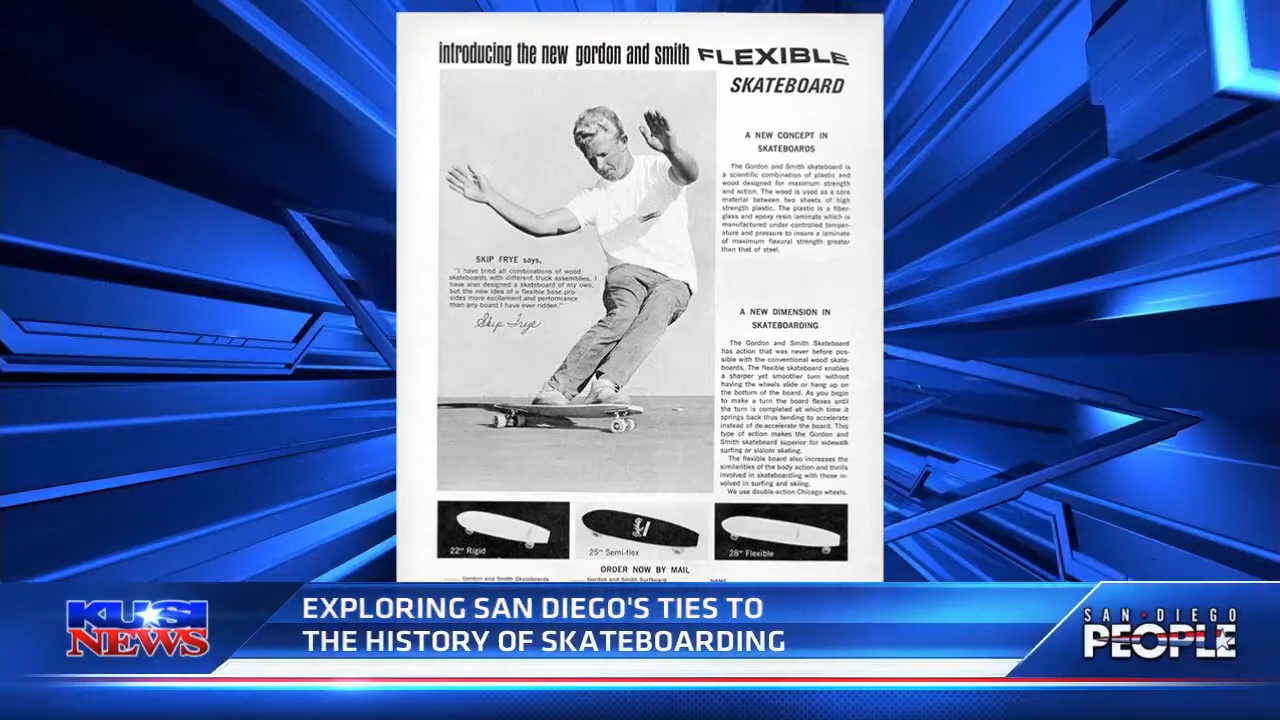 introducing the new gordon and smith FLEXIBLE
SKATEBOARD
A NEW CONCEPT IN
SKATEBOARDS
The Gordon and Smith skateboard is
a scientific combination of plastic and
wood designed for maximum strength
and action. The wood is used as a core
material between two sheets of high
strength plastic. The plastic is a fiber-
glass and epoxy resin laminate which is
manufactured under controlled temper-
ature and pressure to insure a laminate
of maximum flexural strength greater
than that of steel.
SKIP FRYE says,
"I have tried all combinations of wood
skateboards with different truck assemblies. I
have also designed a skateboard of my own,
but the new idea of a flexible base pro-
vides more excitement and performance
than any board I have ever ridden."
Skip Frye
A NEW DIMENSION IN
SKATEBOARDING
The Gordon and Smith Skateboard
has action that was never before pos-
sible with the conventional wood skate-
boards. The flexible skateboard enables
a sharper yet smoother turn without
having the wheels slide or hang up on
the bottom of the board. As you begin
to make a turn the board flexes until
the turn is completed at which time it
springs back thus tending to accelerate
instead of de-accelerate the board. This
type of action makes the Gordon and
Smith skateboard superior for sidewalk
surfing or slalom skating.
The flexible board also increases the
similarities of the body action and thrills
involved in skateboarding with those in-
volved in surfing and skiing.
We use double-action Chicago wheels.
22" Rigid
25" Semi-flex
28" Flexible
ORDER NOW BY MAIL
Gordon and Smith Skateboards
Gordon and Smith Surfboard
NAME
KUSI
NEWS
EXPLORING SAN DIEGO'S TIES TO
THE HISTORY OF SKATEBOARDING
SAN DIEGO
PEOPLE